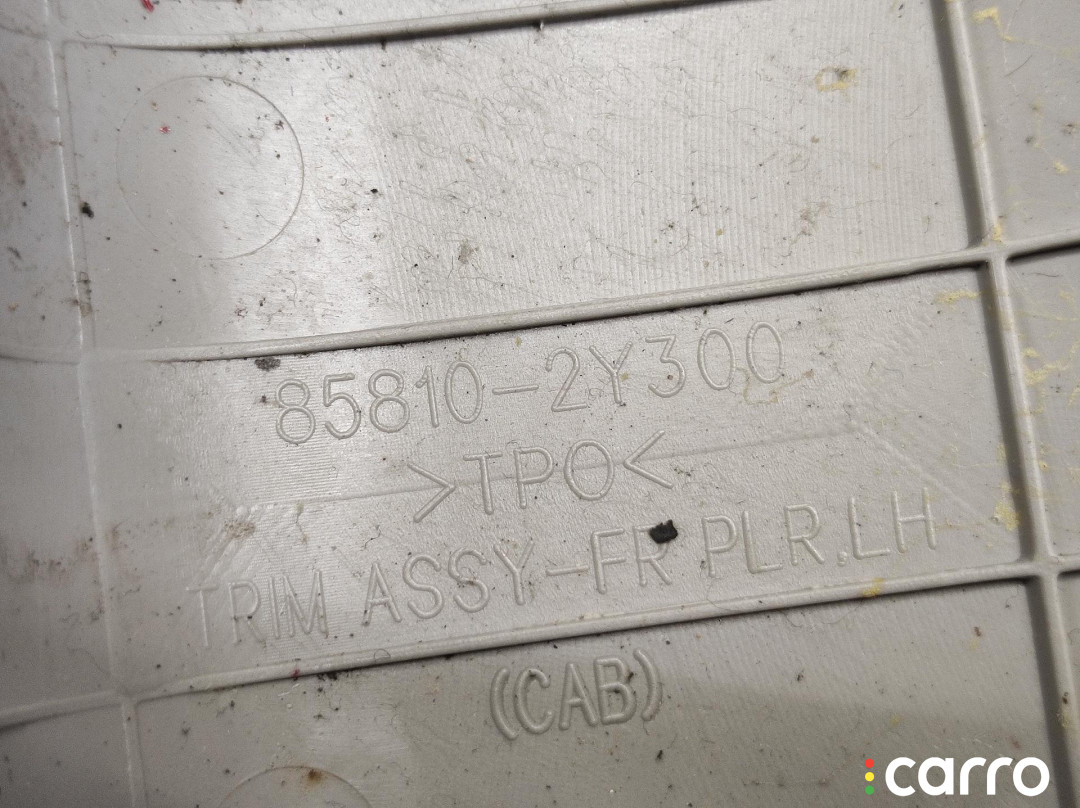 85810-2Y300
>TPO<
TRIM ASSY-FR PLR.LH
(CAB)
carro